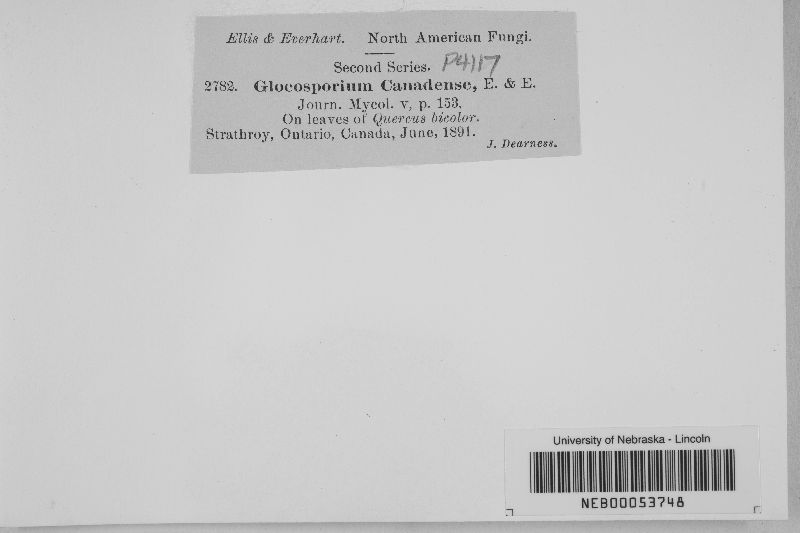 Ellis & Everhart. North American Fungi.
Second Series. P4117
2782. Gloeosporium Canadense, E. & E.
Journ. Mycol. v, p. 153.
On leaves of Quercus bicolor.
Strathroy, Ontario, Canada, June, 1891.
J. Dearness.
University of Nebraska - Lincoln
NEB00053748